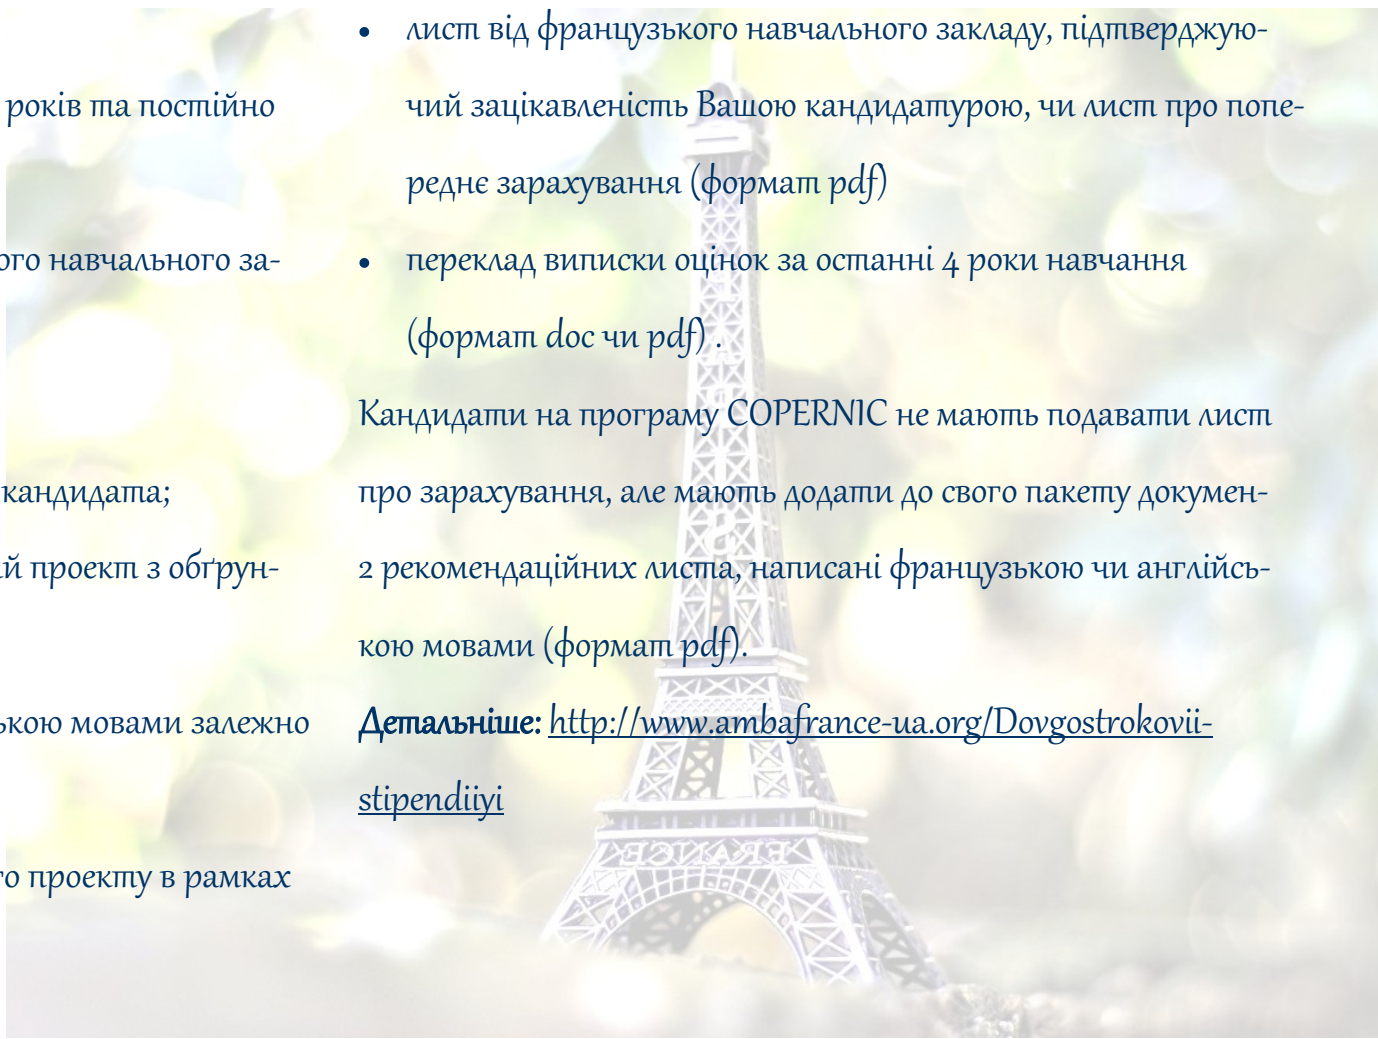 років та постійно
ого навчального за-
кандидата;
й проект з обґрун-
ькою мовами залежно
го проекту в рамках
• лист від французького навчального закладу, підтверджую-
чий зацікавленість Вашою кандидатурою, чи лист про попе-
реднє зарахування (формат pdf)
• переклад виписки оцінок за останні 4 роки навчання
(формат doc чи pdf) .
Кандидати на програму COPERNIC не мають подавати лист
про зарахування, але мають додати до свого пакету докумен-
2 рекомендаційних листа, написані французькою чи англійсь-
кою мовами (формат pdf).
Детальніше: http://www.ambafrance-ua.org/Dovgostrokovii-
stipendiiyi